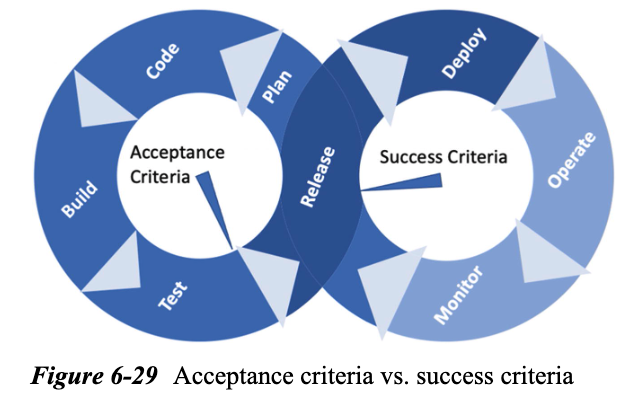 Code
Plan
Build
Test
Acceptance
Criteria
Release
Deploy
Operate
Monitor
Success Criteria
Figure 6-29 Acceptance criteria vs. success criteria